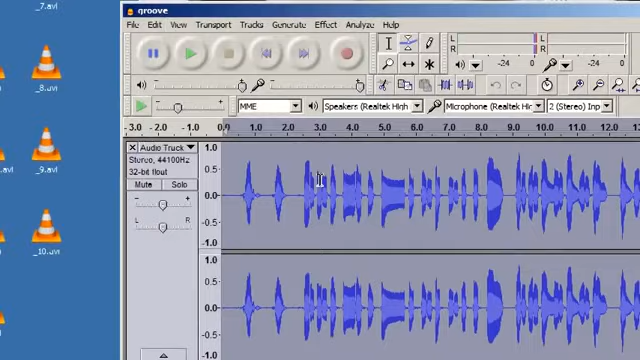 _7.avi
_8.avi
_9.avi
_10.avi
groove
File Edit View Transport Tracks Generate Effect Analyze Help
L
R
-24 0
L
R
-24 0
MME Speakers (Realtek High Microphone (Realtek Hig 2 (Stereo) Inp
-3.0 -2.0 -1.0 0.0 1.0 2.0 3.0 4.0 5.0 6.0 7.0 8.0 9.0 10.0 11.0 12.0
Audio Track
Stereo, 44100Hz
32-bit float
Mute Solo
- +
L R
1.0
0.5
0.0
-0.5
-1.0
1.0
0.5
0.0
-0.5